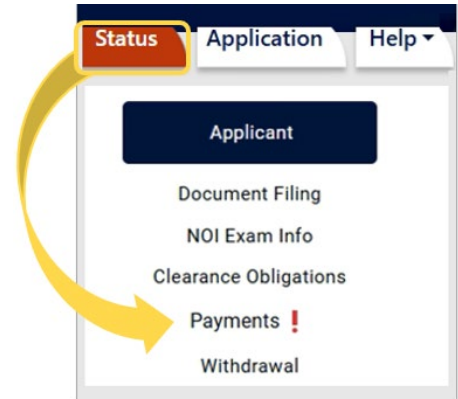 Status Application Help
Applicant
Document Filing
NOI Exam Info
Clearance Obligations
Payments❗
Withdrawal